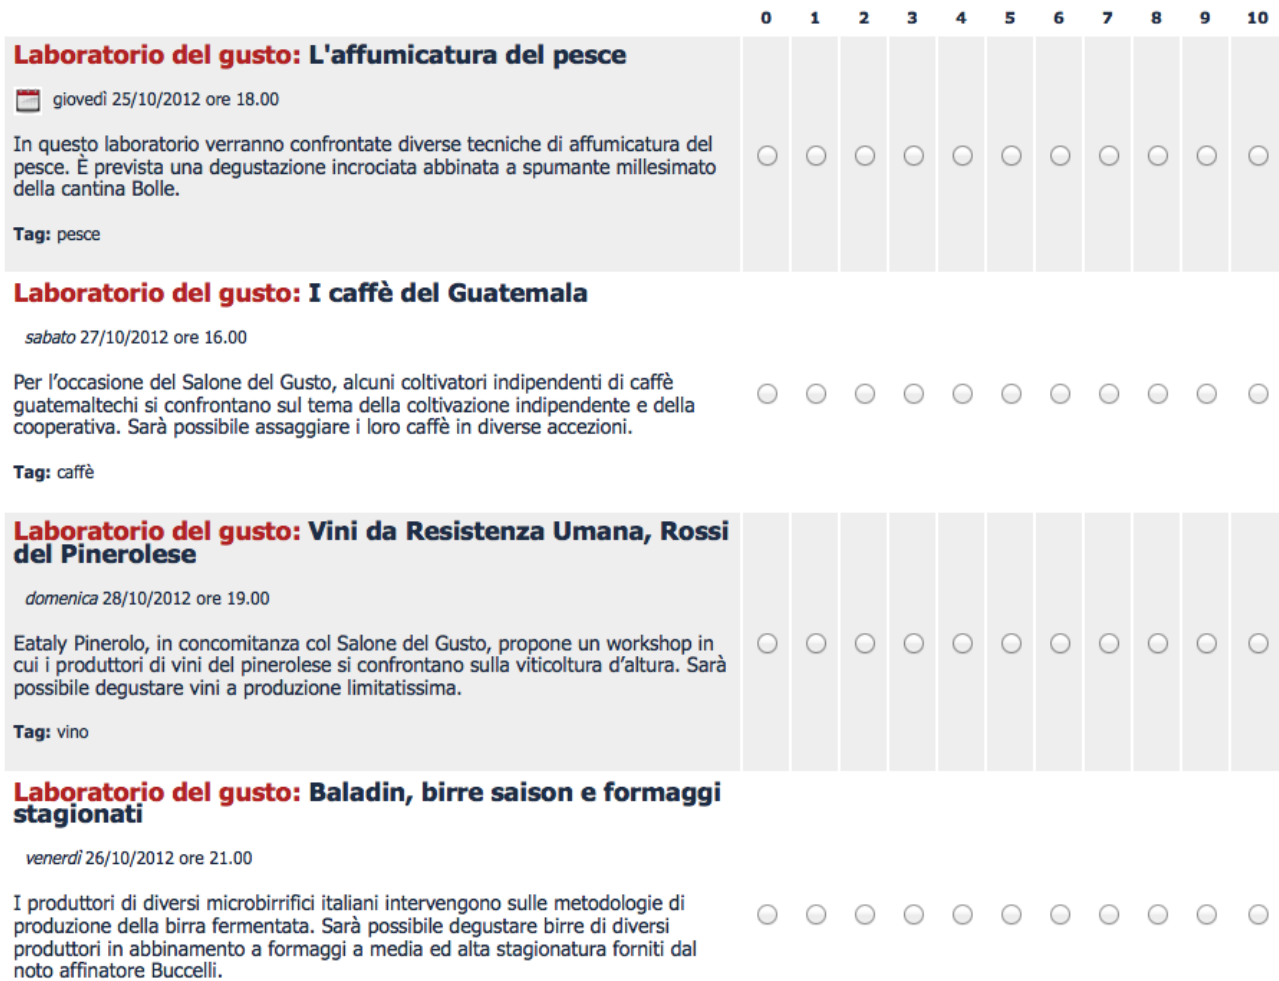 0 1 2 3 4 5 6 7 8 9 10
Laboratorio del gusto: L'affumicatura del pesce
giovedì 25/10/2012 ore 18.00
In questo laboratorio verranno confrontate diverse tecniche di affumicatura del
pesce. È prevista una degustazione incrociata abbinata a spumante millesimato
della cantina Bolle.
Tag: pesce
Laboratorio del gusto: I caffè del Guatemala
sabato 27/10/2012 ore 16.00
Per l’occasione del Salone del Gusto, alcuni coltivatori indipendenti di caffè
guatemaltechi si confrontano sul tema della coltivazione indipendente e della
cooperativa. Sarà possibile assaggiare i loro caffè in diverse accezioni.
Tag: caffè
Laboratorio del gusto: Vini da Resistenza Umana, Rossi
del Pinerolese
domenica 28/10/2012 ore 19.00
Eataly Pinerolo, in concomitanza col Salone del Gusto, propone un workshop in
cui i produttori di vini del pinerolese si confrontano sulla viticoltura d’altura. Sarà
possibile degustare vini a produzione limitatissima.
Tag: vino
Laboratorio del gusto: Baladin, birre saison e formaggi
stagionati
venerdì 26/10/2012 ore 21.00
I produttori di diversi microbirrifici italiani intervengono sulle metodologie di
produzione della birra fermentata. Sarà possibile degustare birre di diversi
produttori in abbinamento a formaggi a media ed alta stagionatura forniti dal
noto affinatore Buccelli.